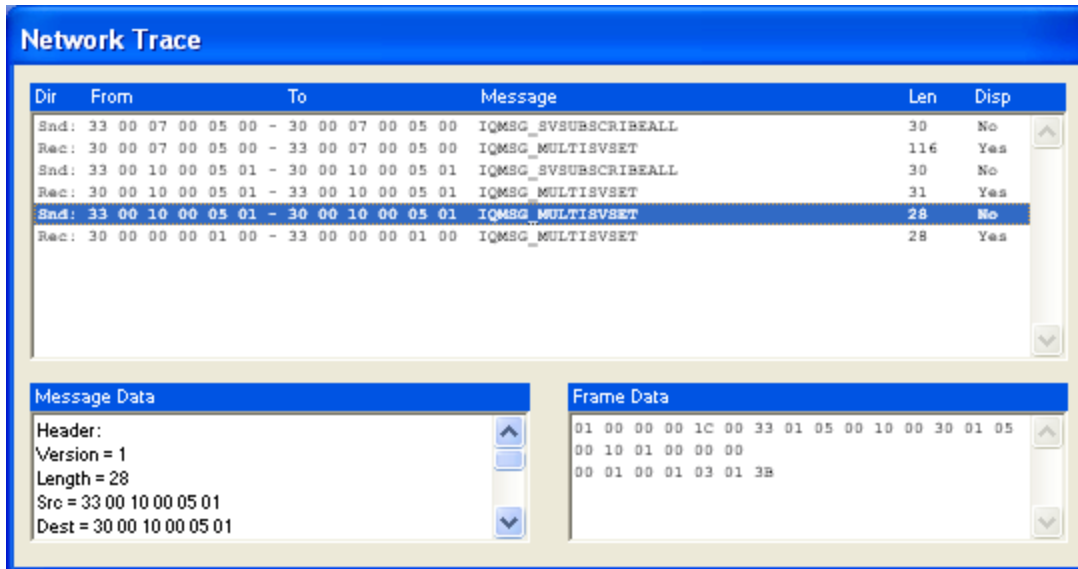 Network Trace
Dir From To Message Len Disp
Snd: 33 00 07 00 05 00 - 30 00 07 00 05 00 IQMSG_SVSUBSCRIBEALL 30 No
Rec: 30 00 07 00 05 00 - 33 00 07 00 05 00 IQMSG_MULTISVSET 116 Yes
Snd: 33 00 10 00 05 01 - 30 00 10 00 05 01 IQMSG_SVSUBSCRIBEALL 30 No
Rec: 30 00 10 00 05 01 - 33 00 10 00 05 01 IQMSG_MULTISVSET 31 Yes
Snd: 33 00 10 00 05 01 - 30 00 10 00 05 01 IQMSG_MULTISVSET 28 No
Rec: 30 00 00 00 01 00 - 33 00 00 00 01 00 IQMSG_MULTISVSET 28 Yes
Message Data
Header:
Version = 1
Length = 28
Src = 33 00 10 00 05 01
Dest = 30 00 10 00 05 01
Frame Data
01 00 00 00 1C 00 33 01 05 00 10 00 30 01 05
00 10 01 00 00 00
00 01 00 01 03 01 3B